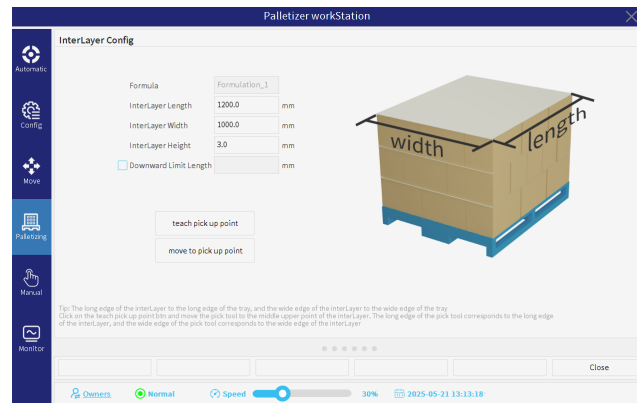 Palletizer workStation
InterLayer Config
Automatic
Config
Move
Palletizing
Manual
Monitor
Formula Formulation_1
InterLayer Length 1200.0 mm
InterLayer Width 1000.0 mm
InterLayer Height 3.0 mm
Downward Limit Length mm
teach pick up point
move to pick up point
width
length
Tip: The long edge of the interLayer to the long edge of the tray, and the wide edge of the interLayer to the wide edge of the tray
Click on the teach pick up point btn and move the pick tool to the middle upper point of the interLayer. The long edge of the pick tool corresponds to the long edge
of the interLayer, and the wide edge of the pick tool corresponds to the wide edge of the interLayer
Close
Owners Normal Speed 30% 2025-05-21 13:13:18